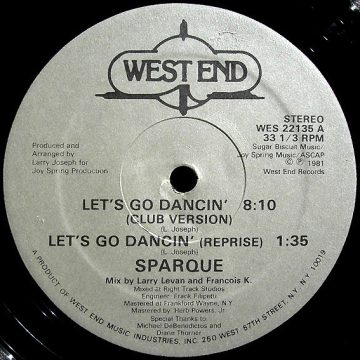 WEST END
STEREO
WES 22135 A
33 1/3 RPM
Sugar Biscuit Music/
Joy Spring Music/ASCAP
Ⓟ 1981
West End Records
Produced and
Arranged by
Larry Joseph for
Joy Spring Production
LET'S GO DANCIN' 8:10
(CLUB VERSION)
(L. Joseph)
LET'S GO DANCIN' (REPRISE) 1:35
(L. Joseph)
SPARQUE
Mix by Larry Levan and Francois K.
Mixed at Right Track Studios
Engineer: Frank Filipetti
Mastered at Frankford Wayne, N.Y.
Mastered by: Herb Powers, Jr.
Special Thanks to:
Michael DeBenedictos and
Diane Thorner
A PRODUCT OF WEST END MUSIC INDUSTRIES, INC. 250 WEST 57TH STREET, N.Y., N.Y. 10019